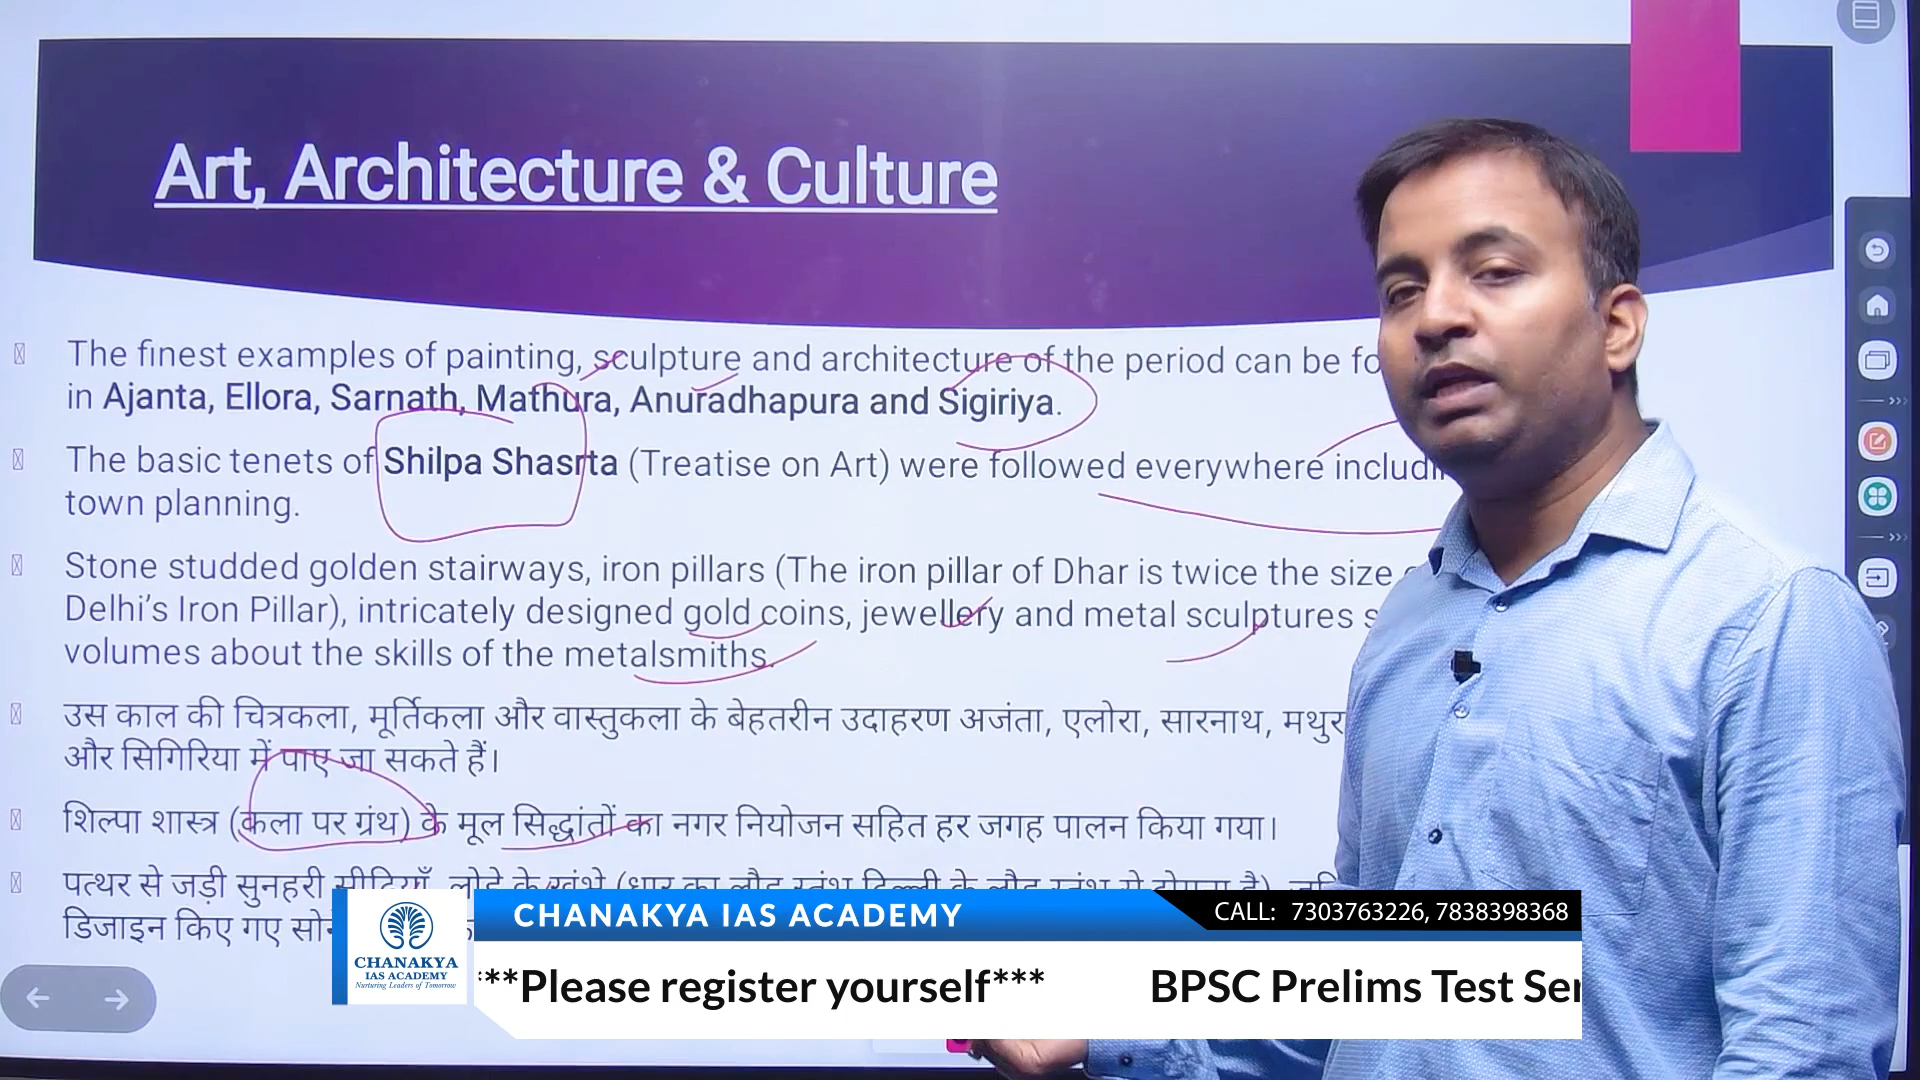 Art, Architecture & Culture
The finest examples of painting, sculpture and architecture of the period can be
in Ajanta, Ellora, Sarnath, Mathura, Anuradhapura and Sigiriya.
The basic tenets of Shilpa Shasrta (Treatise on Art) were followed everywhere
town planning.
Stone studded golden stairways, iron pillars (The iron pillar of Dhar is twice the size
Delhi's Iron Pillar), intricately designed gold coins, jewellery and metal sculptures
volumes about the skills of the metalsmiths.
उस काल की चित्रकला, मूर्तिकला और वास्तुकला के बेहतरीन उदाहरण अजंता, एलोरा, सारनाथ,
और सिगिरिया में पाए जा सकते हैं।
शिल्पा शास्त्र (कला पर ग्रंथ) के मूल सिद्धांतों का नगर नियोजन सहित हर जगह पालन किया गया।
पत्थर से जड़ी सुनहरी
डिजाइन किए गए
CHANAKYA IAS ACADEMY
CALL: 7303763226, 7838398368
CHANAKYA
IAS ACADEMY
Nurturing Leaders of Tomorrow
***Please register yourself*** BPSC Prelims Test